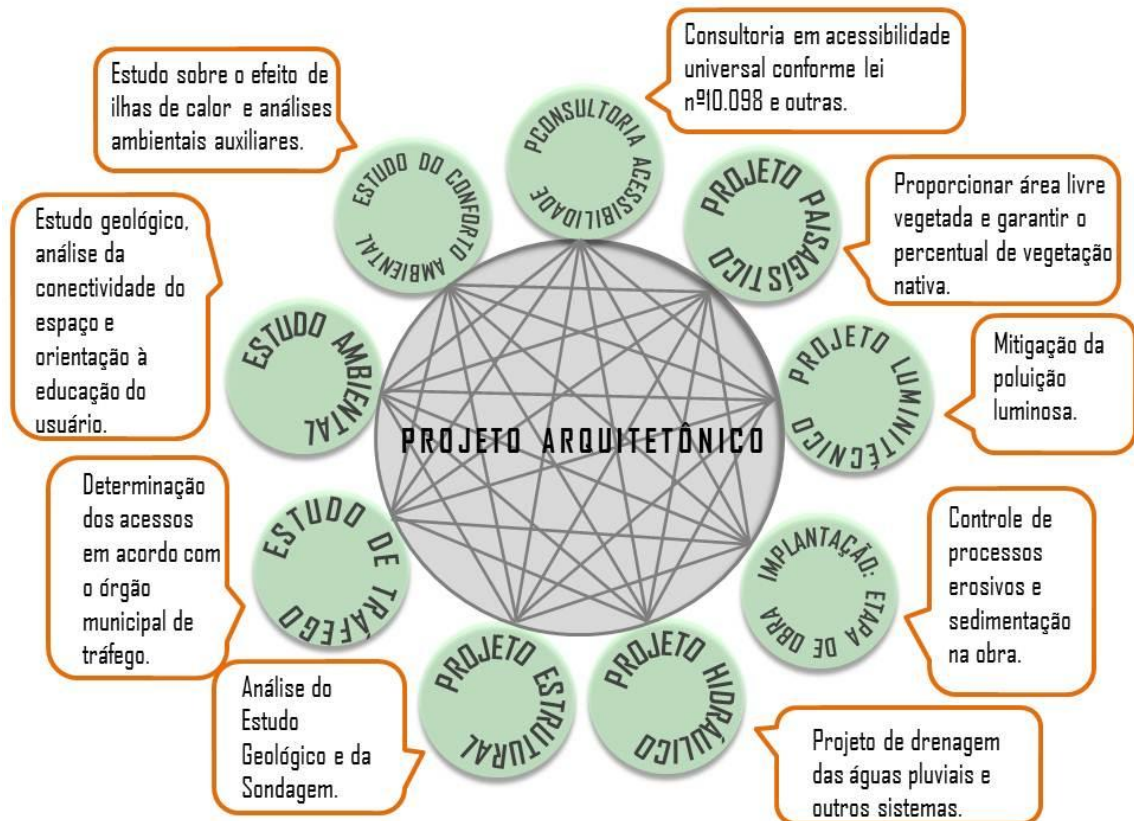 Consultoria em acessibilidade
universal conforme lei
nº10.098 e outras.
PCONSULTORIA ACESSIBILIDADE
PROJETO PAISAGÍSTICO
Proporcionar área livre
vegetada e garantir o
percentual de vegetação
nativa.
PROJETO LUMINITÉCNICO
Mitigação da
poluição
luminosa.
IMPLANTAÇÃO: ETAPA DE OBRA
Controle de
processos
erosivos e
sedimentação
na obra.
PROJETO HIDRÁULICO
Projeto de drenagem
das águas pluviais e
outros sistemas.
PROJETO ESTRUTURAL
Análise do
Estudo
Geológico e da
Sondagem.
ESTUDO DE TRÁFEGO
Determinação
dos acessos
em acordo com
o órgão
municipal de
tráfego.
ESTUDO AMBIENTAL
Estudo geológico,
análise da
conectividade do
espaço e
orientação à
educação do
usuário.
ESTUDO DO CONFORTO AMBIENTAL
Estudo sobre o efeito de
ilhas de calor e análises
ambientais auxiliares.
PROJETO ARQUITETÔNICO